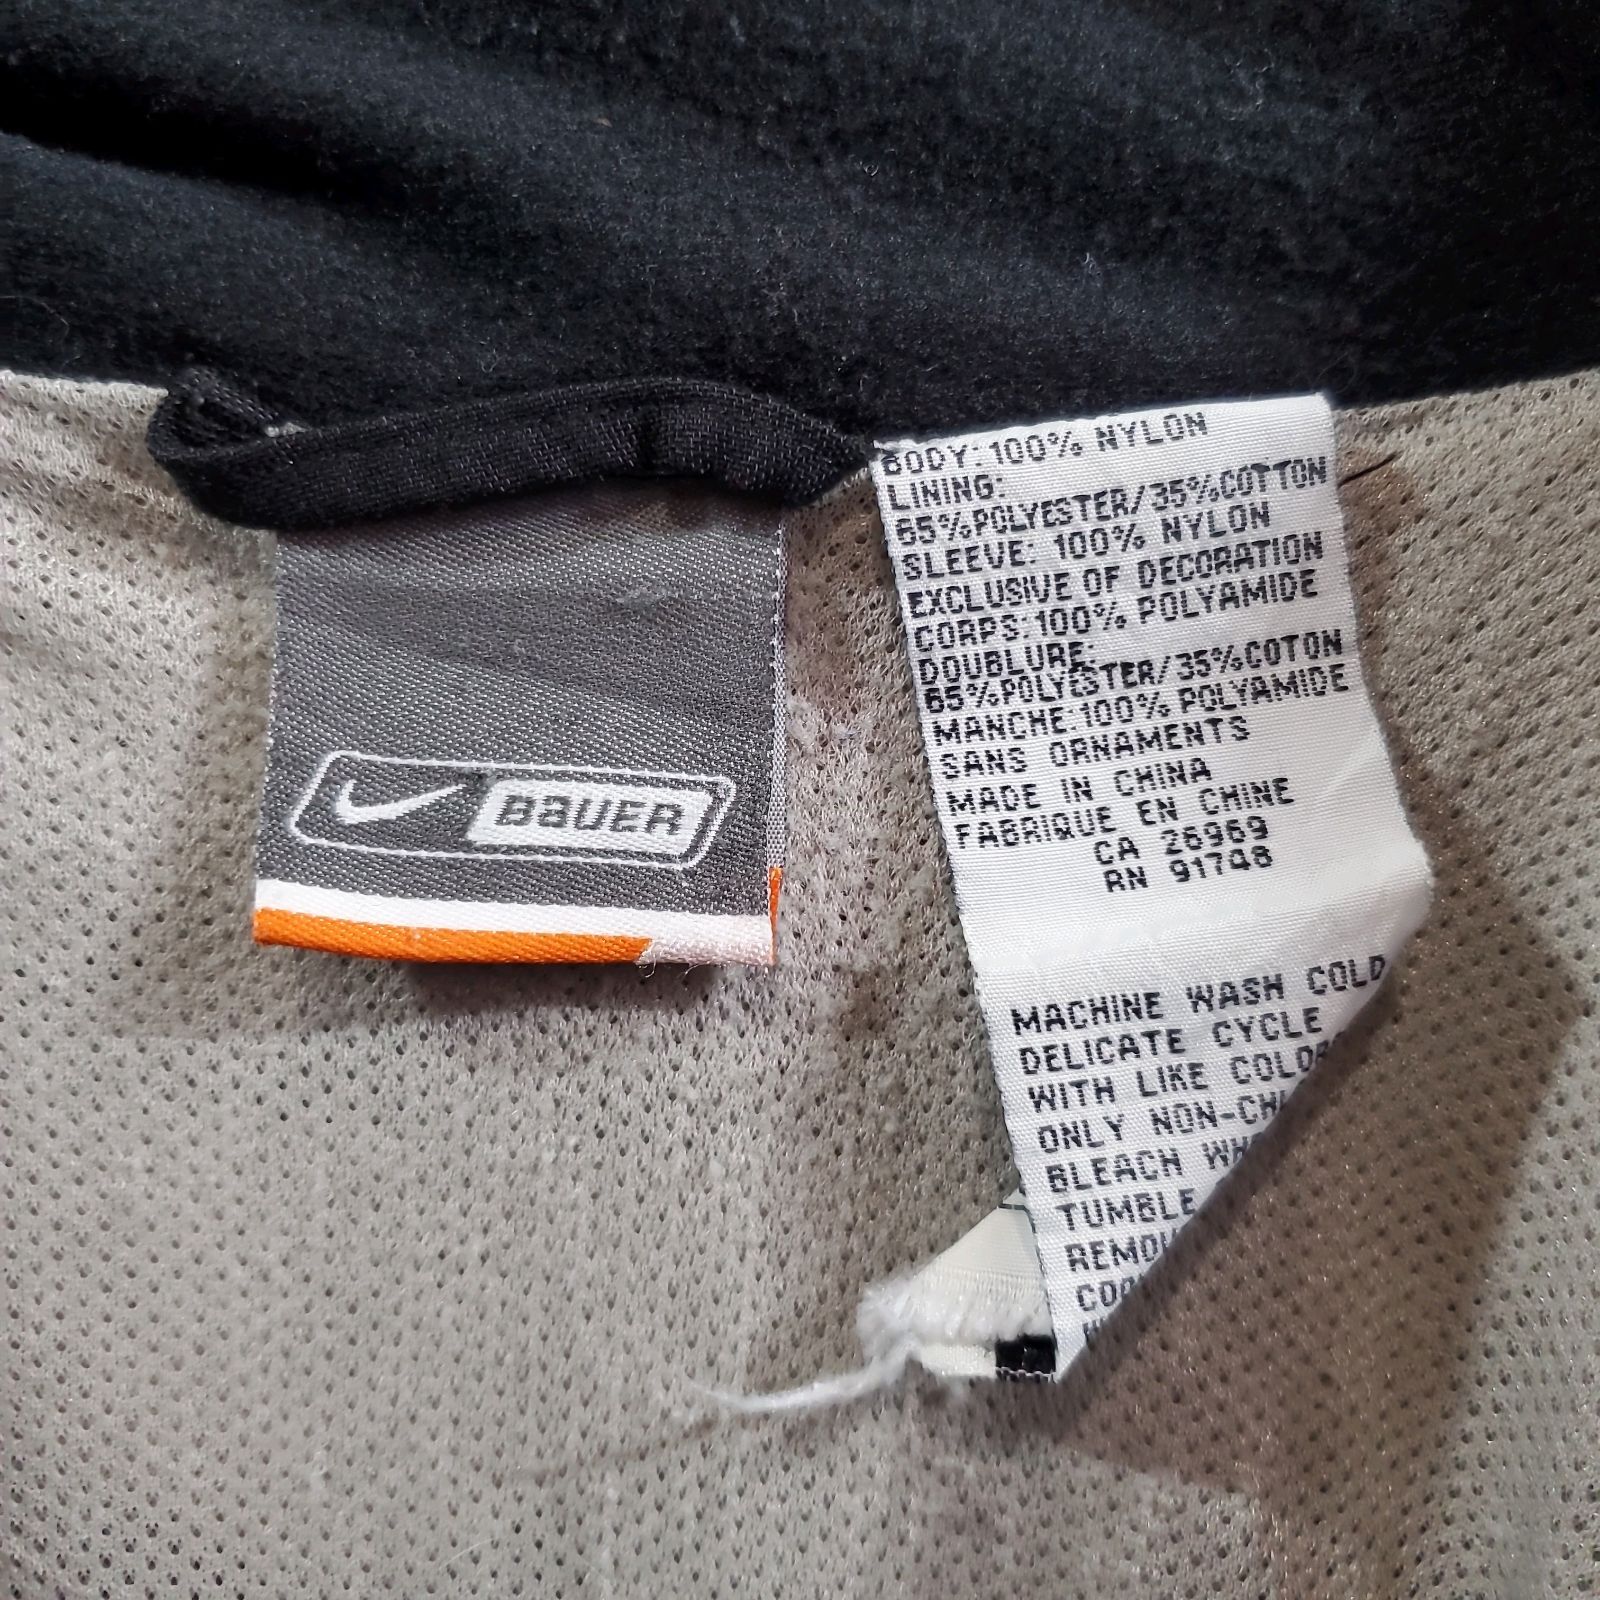 BAUER
BODY: 100% NYLON
LINING:
65%POLYESTER/35%COTTON
SLEEVE: 100% NYLON
EXCLUSIVE OF DECORATION
CORPS: 100% POLYAMIDE
DOUBLURE:
65%POLYESTER/35%COTON
MANCHE:100% POLYAMIDE
SANS ORNAMENTS
MADE IN CHINA
FABRIQUE EN CHINE
CA 26969
RN 91748
MACHINE WASH COLD
DELICATE CYCLE
WITH LIKE
ONLY
BLEACH
TUMBLE